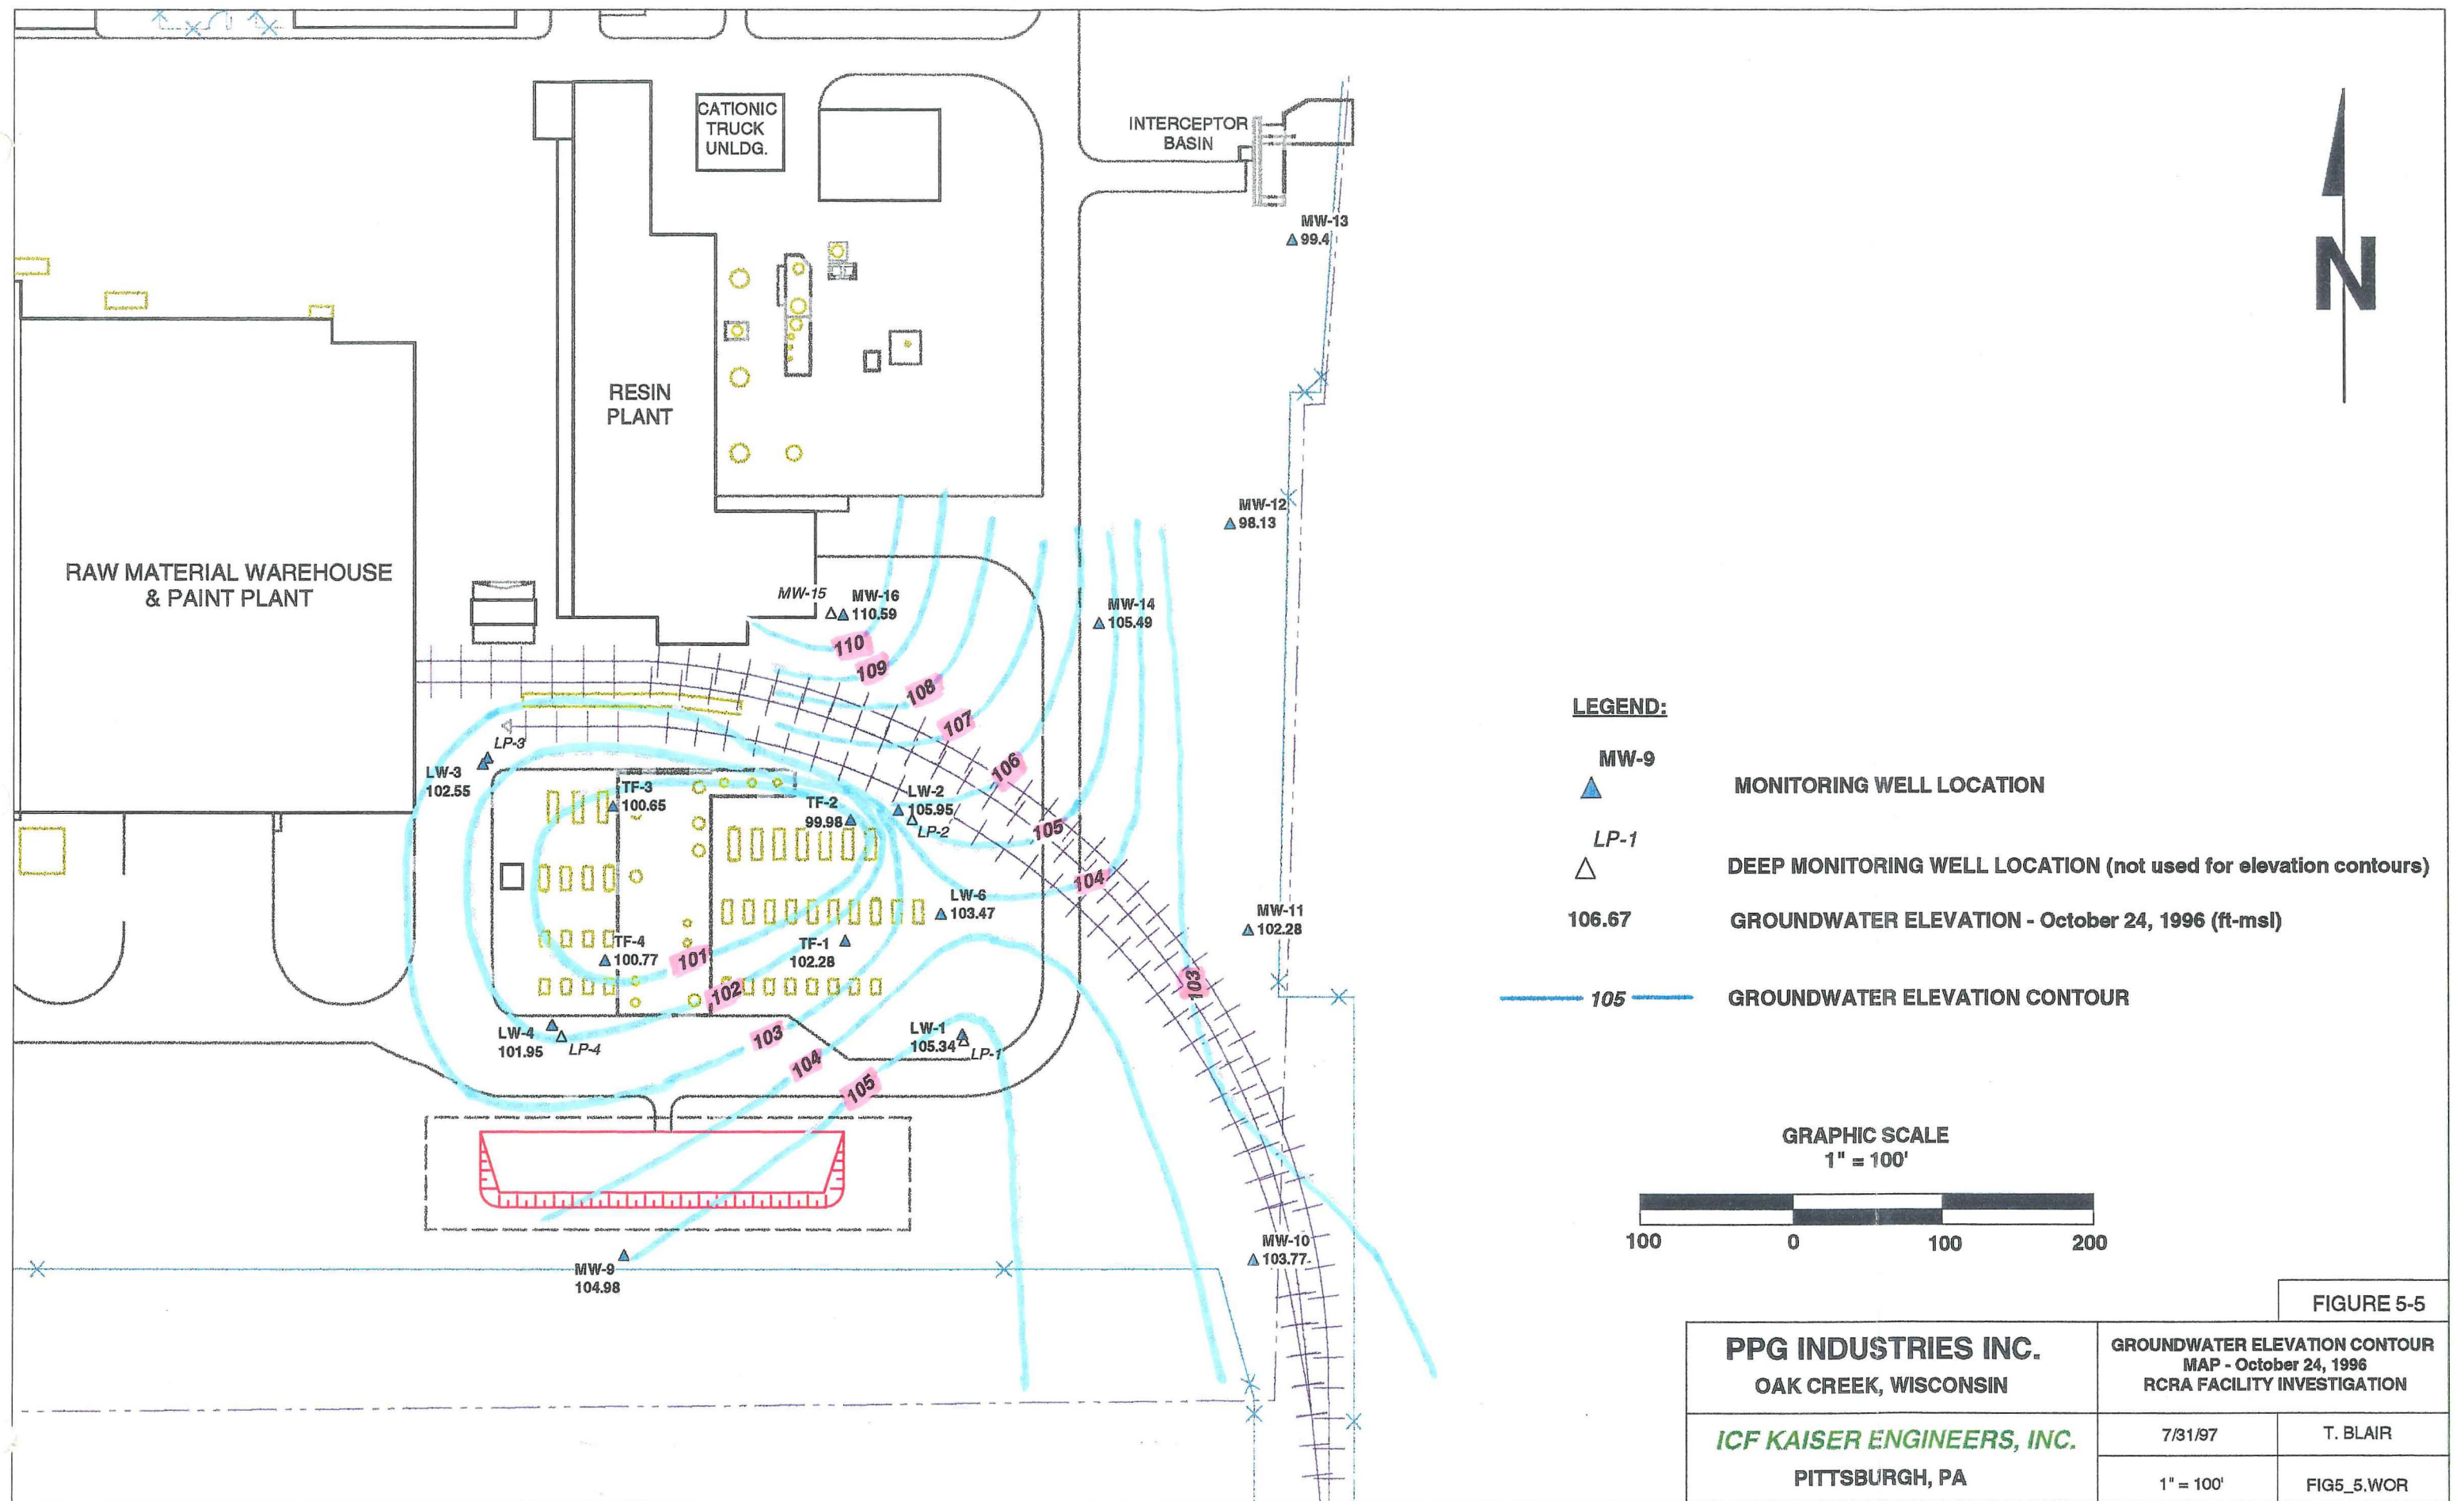 CATIONIC
TRUCK
UNLDG.
INTERCEPTOR
BASIN
MW-13
99.4
N
RESIN
PLANT
MW-12
98.13
RAW MATERIAL WAREHOUSE
& PAINT PLANT
MW-15
MW-16
110.59
MW-14
105.49
110
109
108
107
106
105
104
103
LP-3
LW-3
102.55
TF-3
100.65
TF-2
99.98
LW-2
105.95
LP-2
LW-6
103.47
MW-11
102.28
TF-4
100.77
TF-1
102.28
101
102
103
104
105
LW-4
101.95
LP-4
LW-1
105.34
LP-1
MW-9
104.98
MW-10
103.77
LEGEND:
MW-9
MONITORING WELL LOCATION
LP-1
DEEP MONITORING WELL LOCATION (not used for elevation contours)
106.67 GROUNDWATER ELEVATION - October 24, 1996 (ft-msl)
105 GROUNDWATER ELEVATION CONTOUR
GRAPHIC SCALE
1" = 100'
100 0 100 200
FIGURE 5-5
PPG INDUSTRIES INC.
OAK CREEK, WISCONSIN
GROUNDWATER ELEVATION CONTOUR
MAP - October 24, 1996
RCRA FACILITY INVESTIGATION
ICF KAISER ENGINEERS, INC.
PITTSBURGH, PA
7/31/97
T. BLAIR
1" = 100'
FIG5_5.WOR